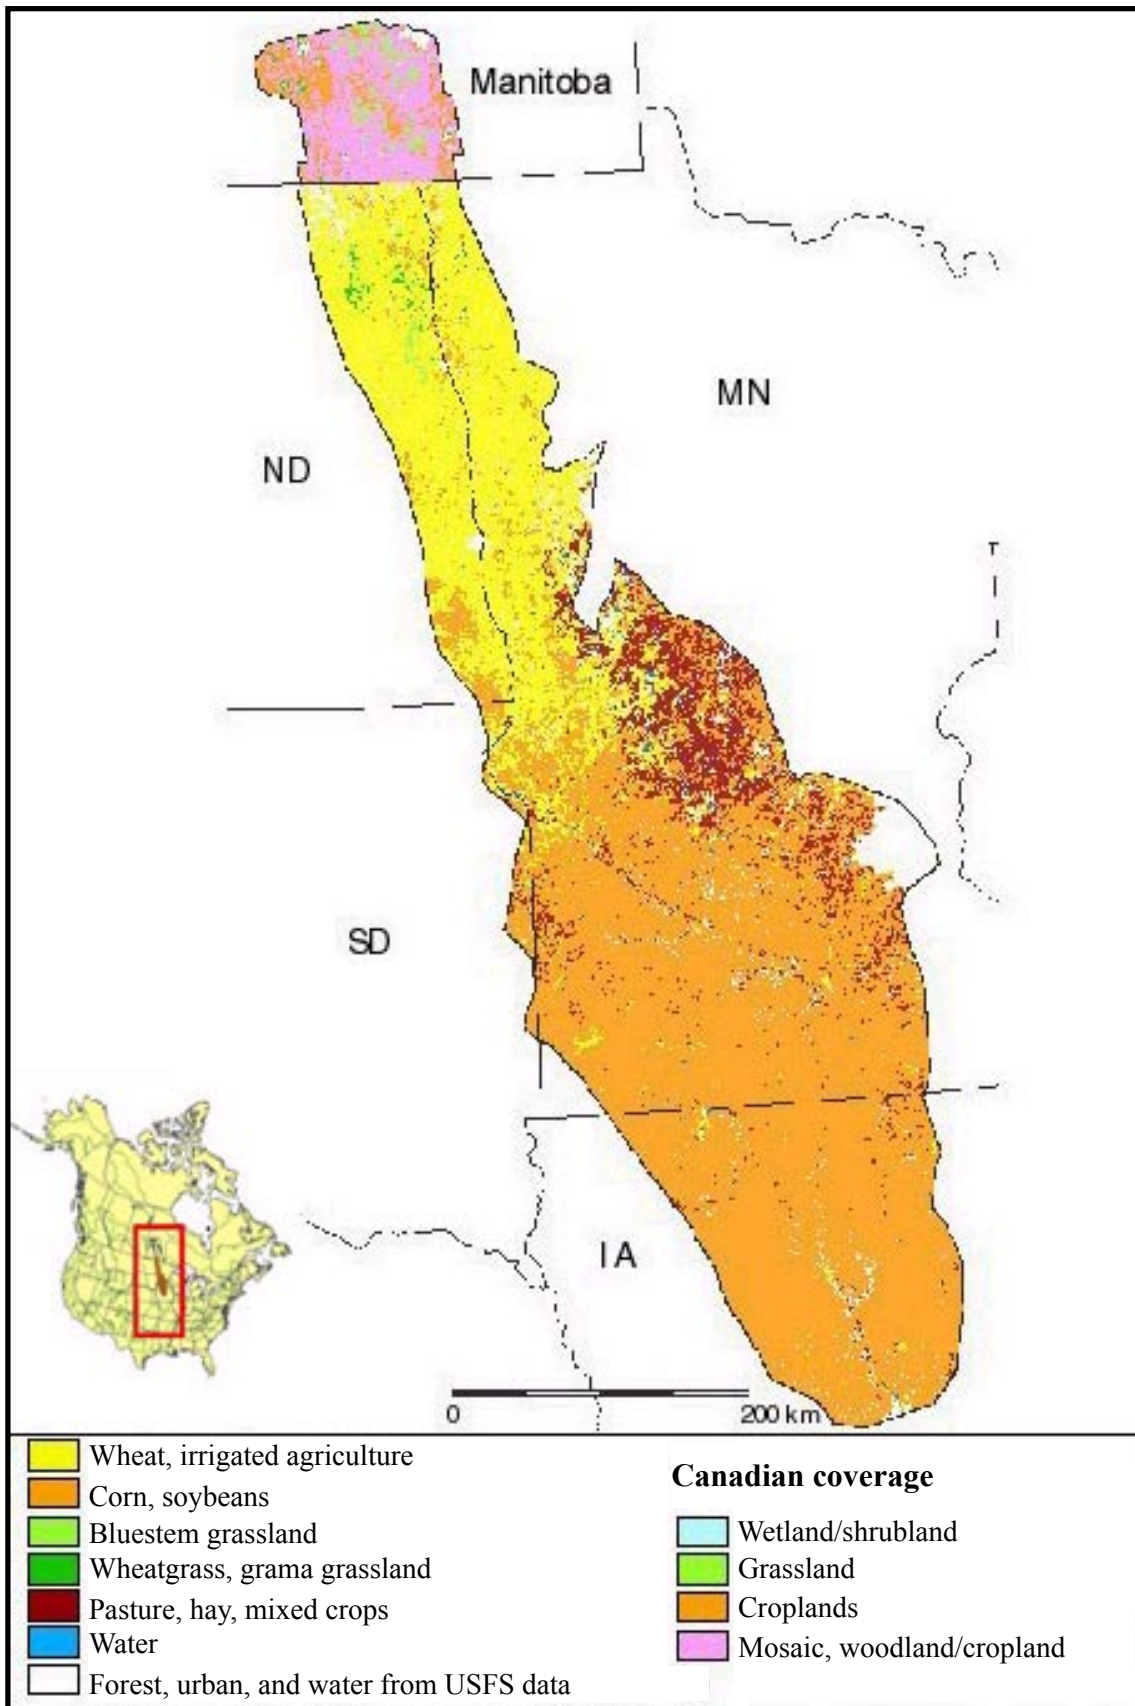 Manitoba
MN
ND
SD
IA
0 200 km
Wheat, irrigated agriculture
Corn, soybeans
Bluestem grassland
Wheatgrass, grama grassland
Pasture, hay, mixed crops
Water
Forest, urban, and water from USFS data
Canadian coverage
Wetland/shrubland
Grassland
Croplands
Mosaic, woodland/cropland